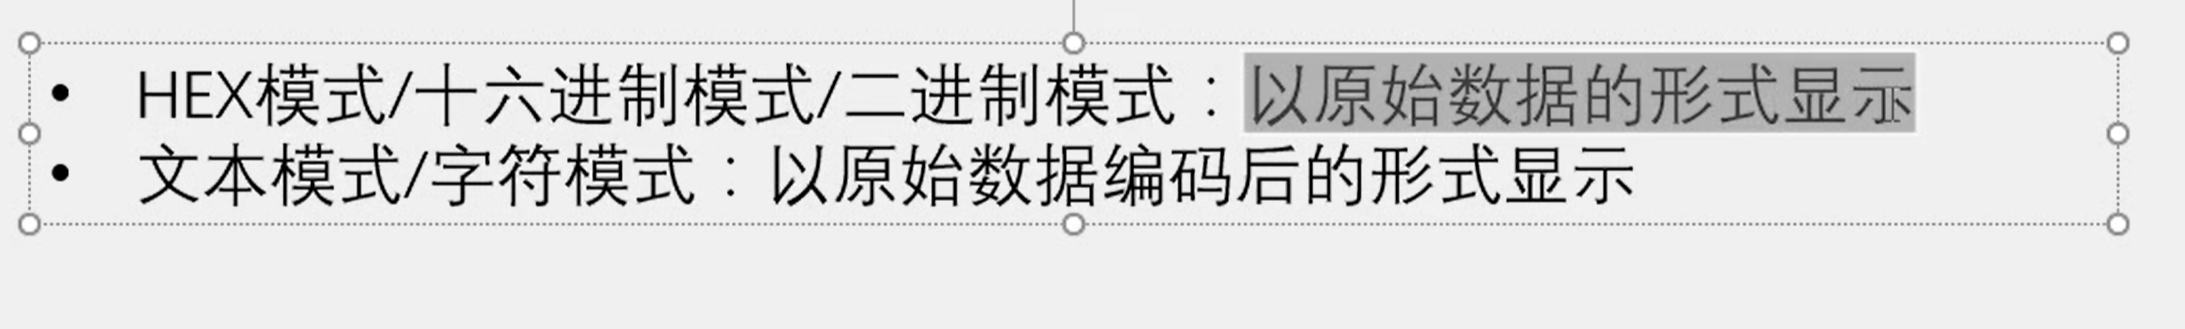 • HEX模式/十六进制模式/二进制模式：以原始数据的形式显示
• 文本模式/字符模式：以原始数据编码后的形式显示